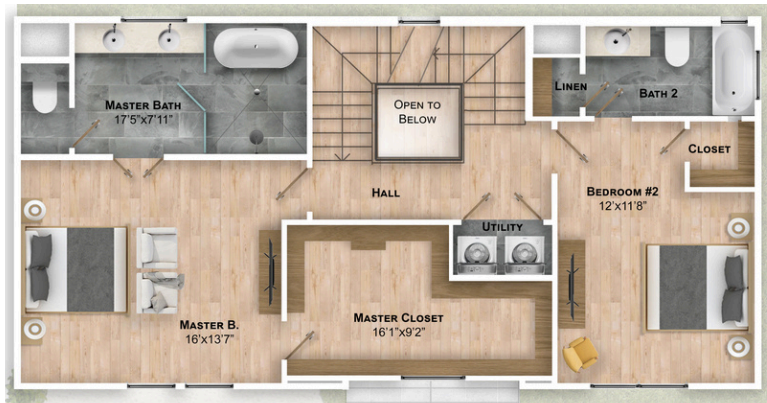 Master Bath
17'5"x7'11"
Open to
Below
Linen
Bath 2
Closet
Hall
Bedroom #2
12'x11'8"
Utility
Master B.
16'x13'7"
Master Closet
16'1"x9'2"